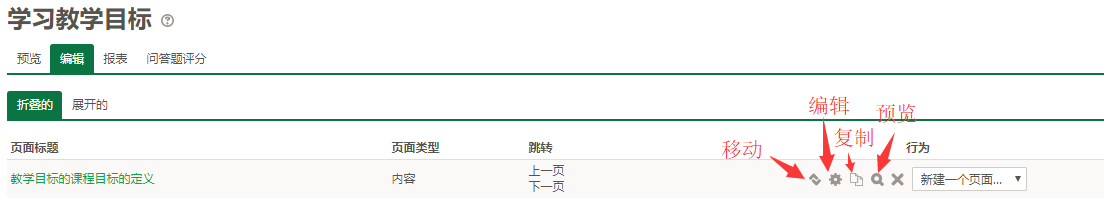 学习教学目标
预览 编辑 报表 问答题评分
折叠的 展开的
编辑 预览
复制
移动
页面标题 页面类型 跳转 行为
教学目标的课程目标的定义 内容 上一页 新建一个页面...
下一页